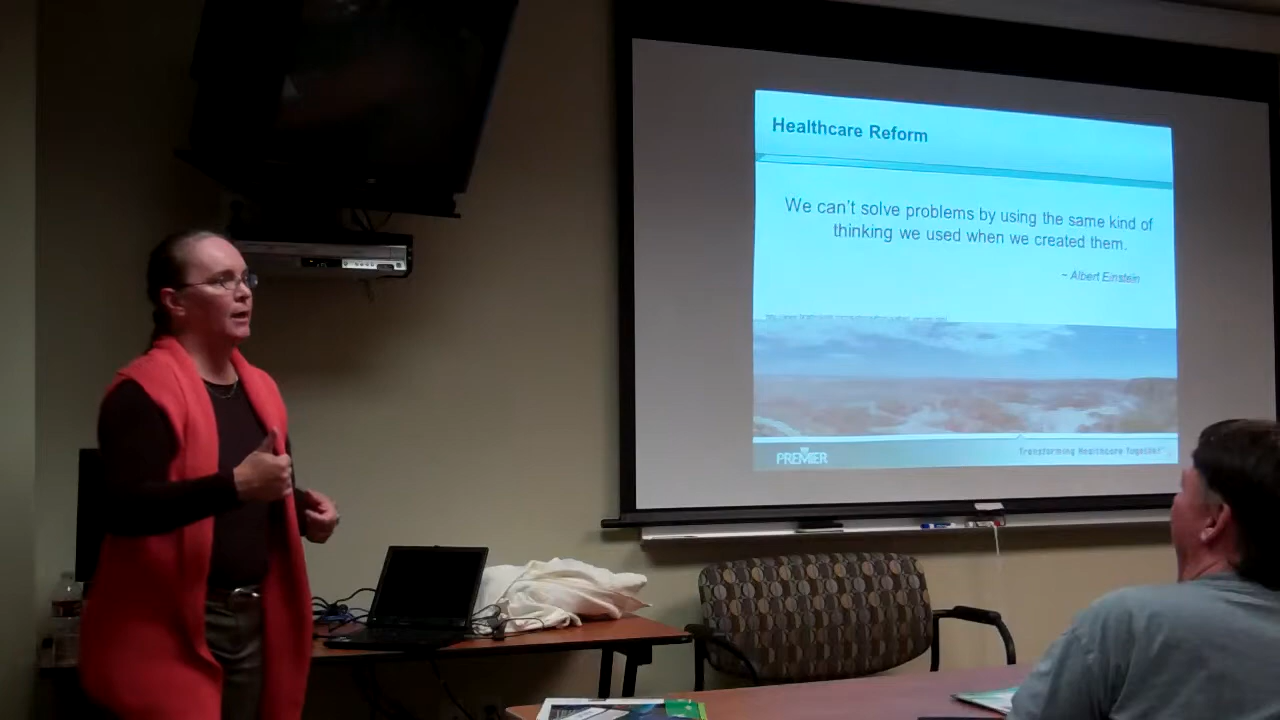 Healthcare Reform
We can't solve problems by using the same kind of
thinking we used when we created them.
~ Albert Einstein
PREMIER
Transforming Healthcare Together